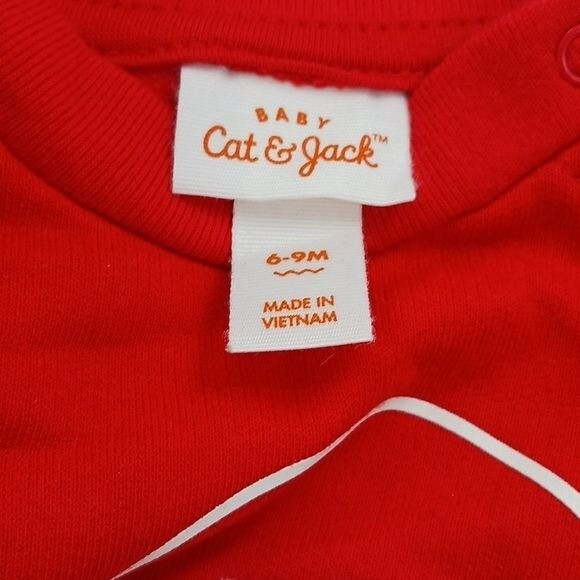 BABY
Cat & Jack™
6-9M
MADE IN
VIETNAM